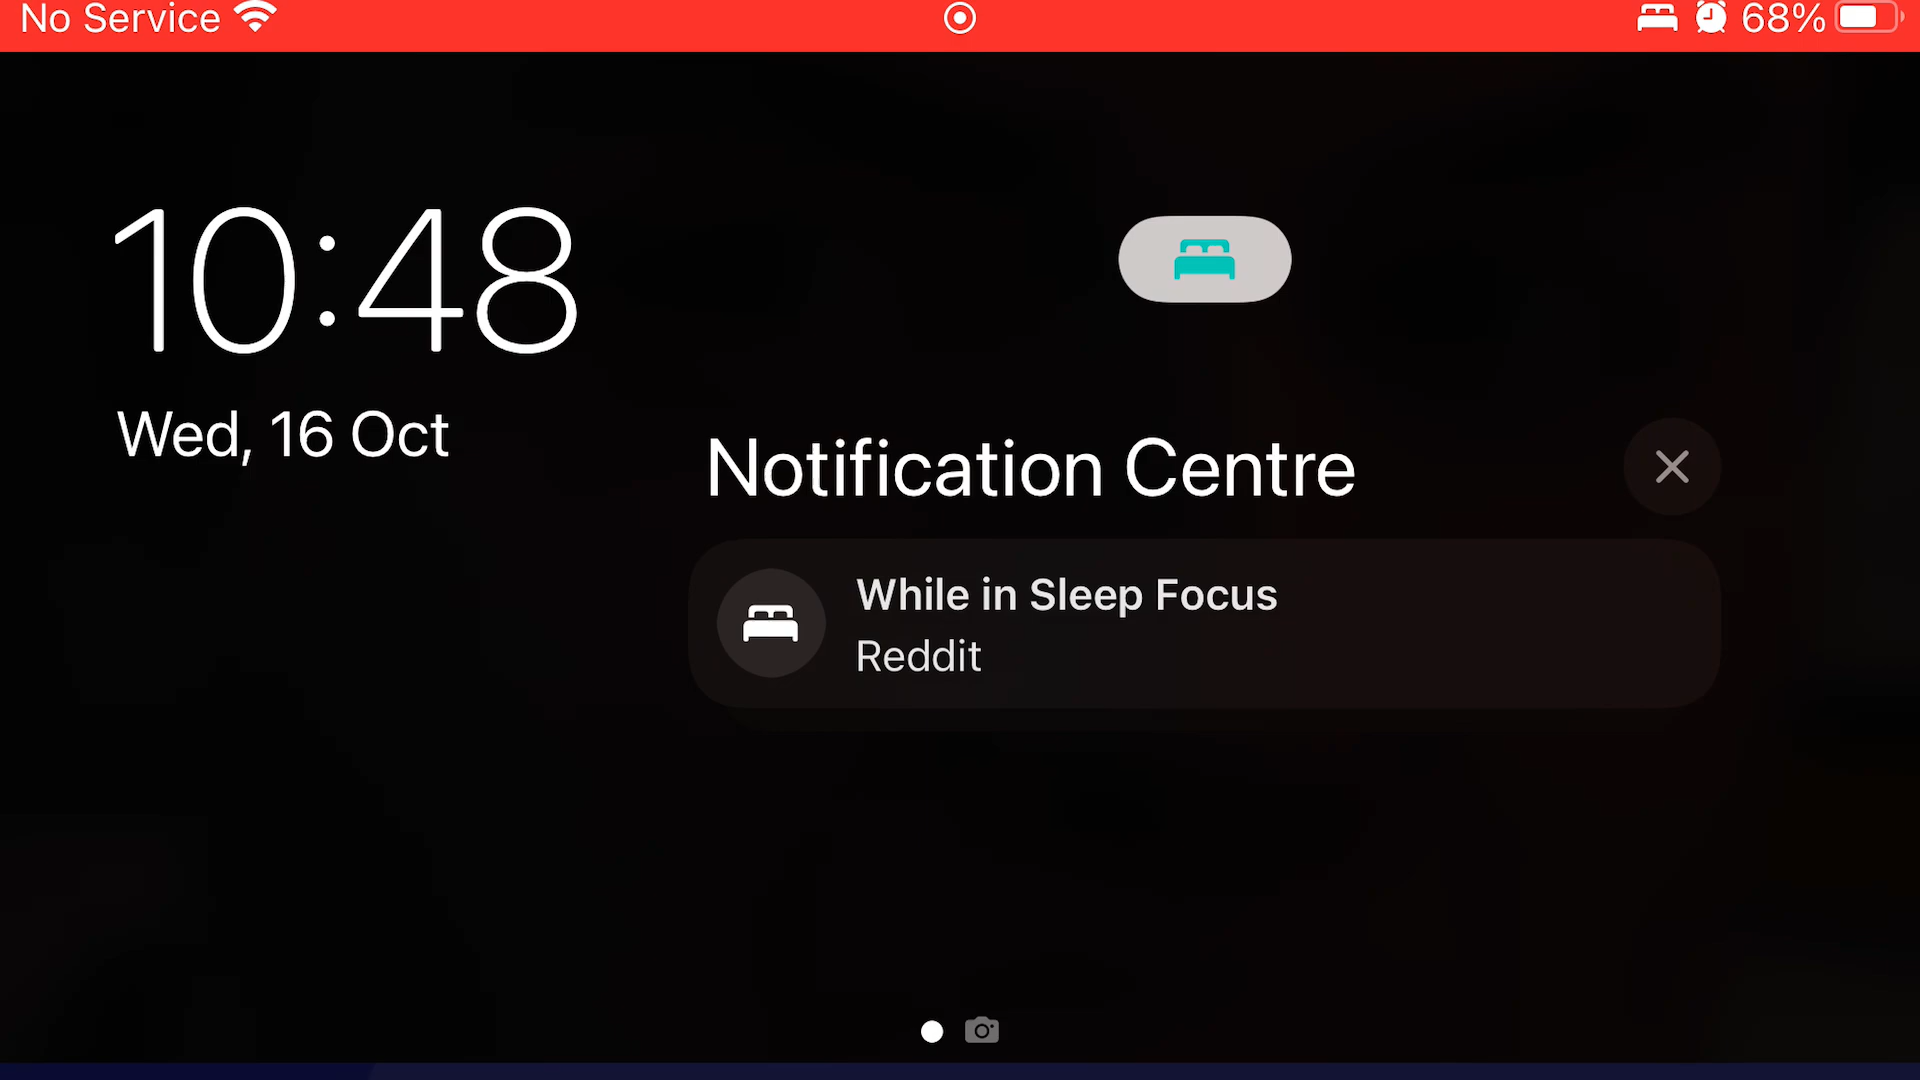 No Service
68%
10:48
Wed, 16 Oct
Notification Centre
While in Sleep Focus
Reddit